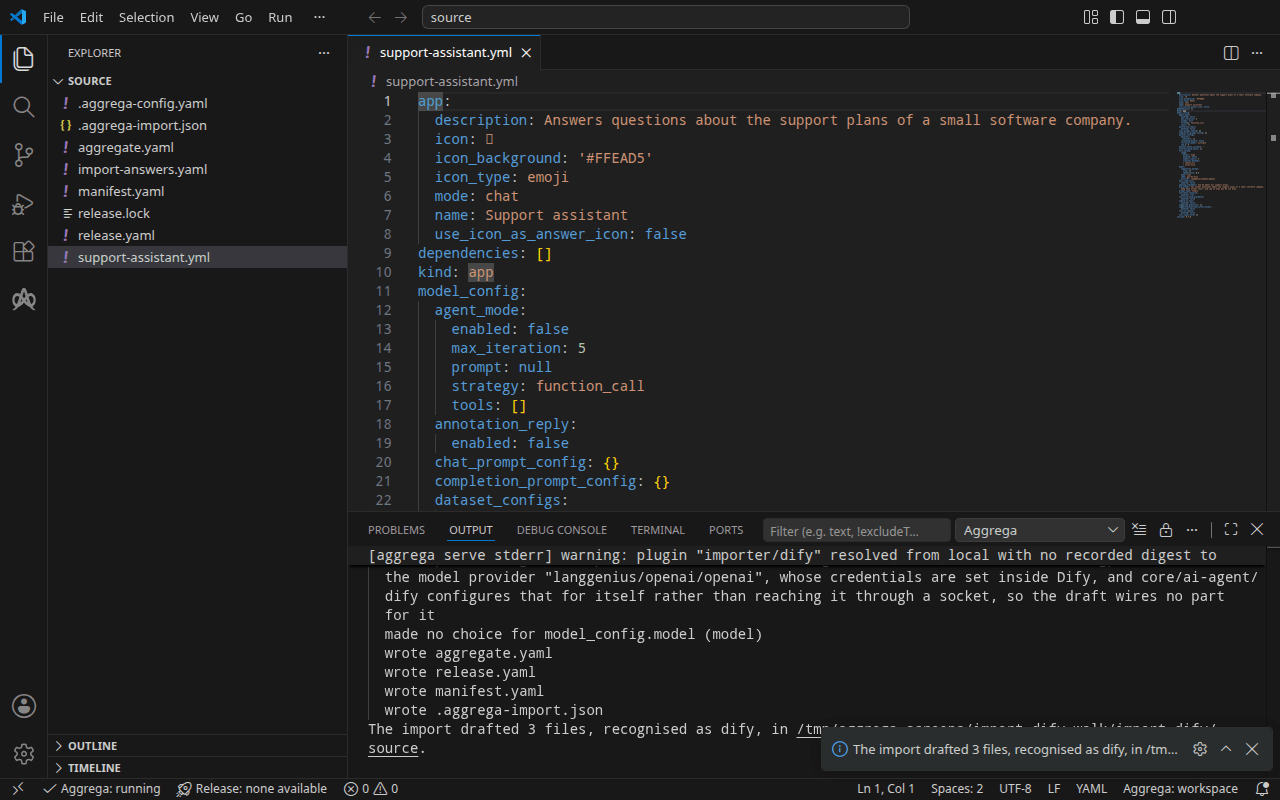 File Edit Selection View Go Run ···
source
EXPLORER ···
SOURCE
.aggrega-config.yaml
.aggrega-import.json
aggregate.yaml
import-answers.yaml
manifest.yaml
release.lock
release.yaml
support-assistant.yml
OUTLINE
TIMELINE
support-assistant.yml
support-assistant.yml
1 app:
2 description: Answers questions about the support plans of a small software company.
3 icon:
4 icon_background: '#FFEAD5'
5 icon_type: emoji
6 mode: chat
7 name: Support assistant
8 use_icon_as_answer_icon: false
9 dependencies: []
10 kind: app
11 model_config:
12 agent_mode:
13 enabled: false
14 max_iteration: 5
15 prompt: null
16 strategy: function_call
17 tools: []
18 annotation_reply:
19 enabled: false
20 chat_prompt_config: {}
21 completion_prompt_config: {}
22 dataset_configs:
PROBLEMS OUTPUT DEBUG CONSOLE TERMINAL PORTS Filter (e.g. text, !excludeT... Aggrega
[aggrega serve stderr] warning: plugin "importer/dify" resolved from local with no recorded digest to
the model provider "langgenius/openai/openai", whose credentials are set inside Dify, and core/ai-agent/
dify configures that for itself rather than reaching it through a socket, so the draft wires no part
for it
made no choice for model_config.model (model)
wrote aggregate.yaml
wrote release.yaml
wrote manifest.yaml
wrote .aggrega-import.json
The import drafted 3 files, recognised as dify, in /tmp/aggrega-screens/import-dify-walk/import-dify/
source.
The import drafted 3 files, recognised as dify, in /tm...
Aggrega: running Release: none available 0 0 Ln 1, Col 1 Spaces: 2 UTF-8 LF YAML Aggrega: workspace